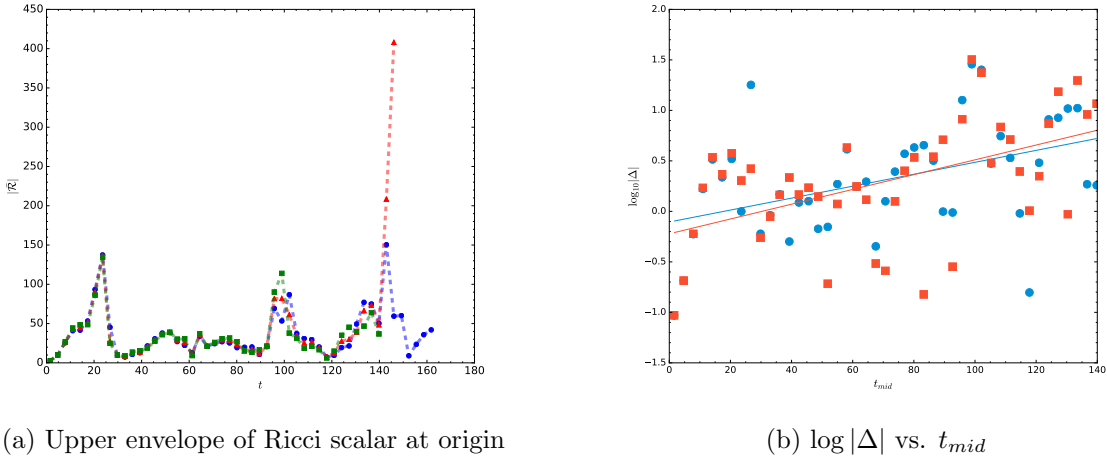 450
400
350
300
250
200
150
100
50
0
0 20 40 60 80 100 120 140 160 180
t
|R̂|
2.0
1.5
1.0
0.5
0.0
−0.5
−1.0
−1.5
0 20 40 60 80 100 120 140
t_mid
log₁₀|Δ|
(a) Upper envelope of Ricci scalar at origin
(b) log |Δ| vs. t_mid